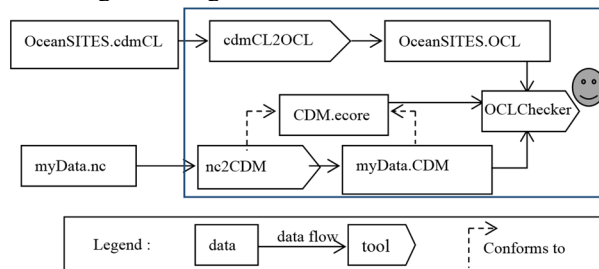 OceanSITES.cdmCL
cdmCL2OCL
OceanSITES.OCL
CDM.ecore
OCLChecker
myData.nc
nc2CDM
myData.CDM
Legend :
data
data flow
tool
Conforms to